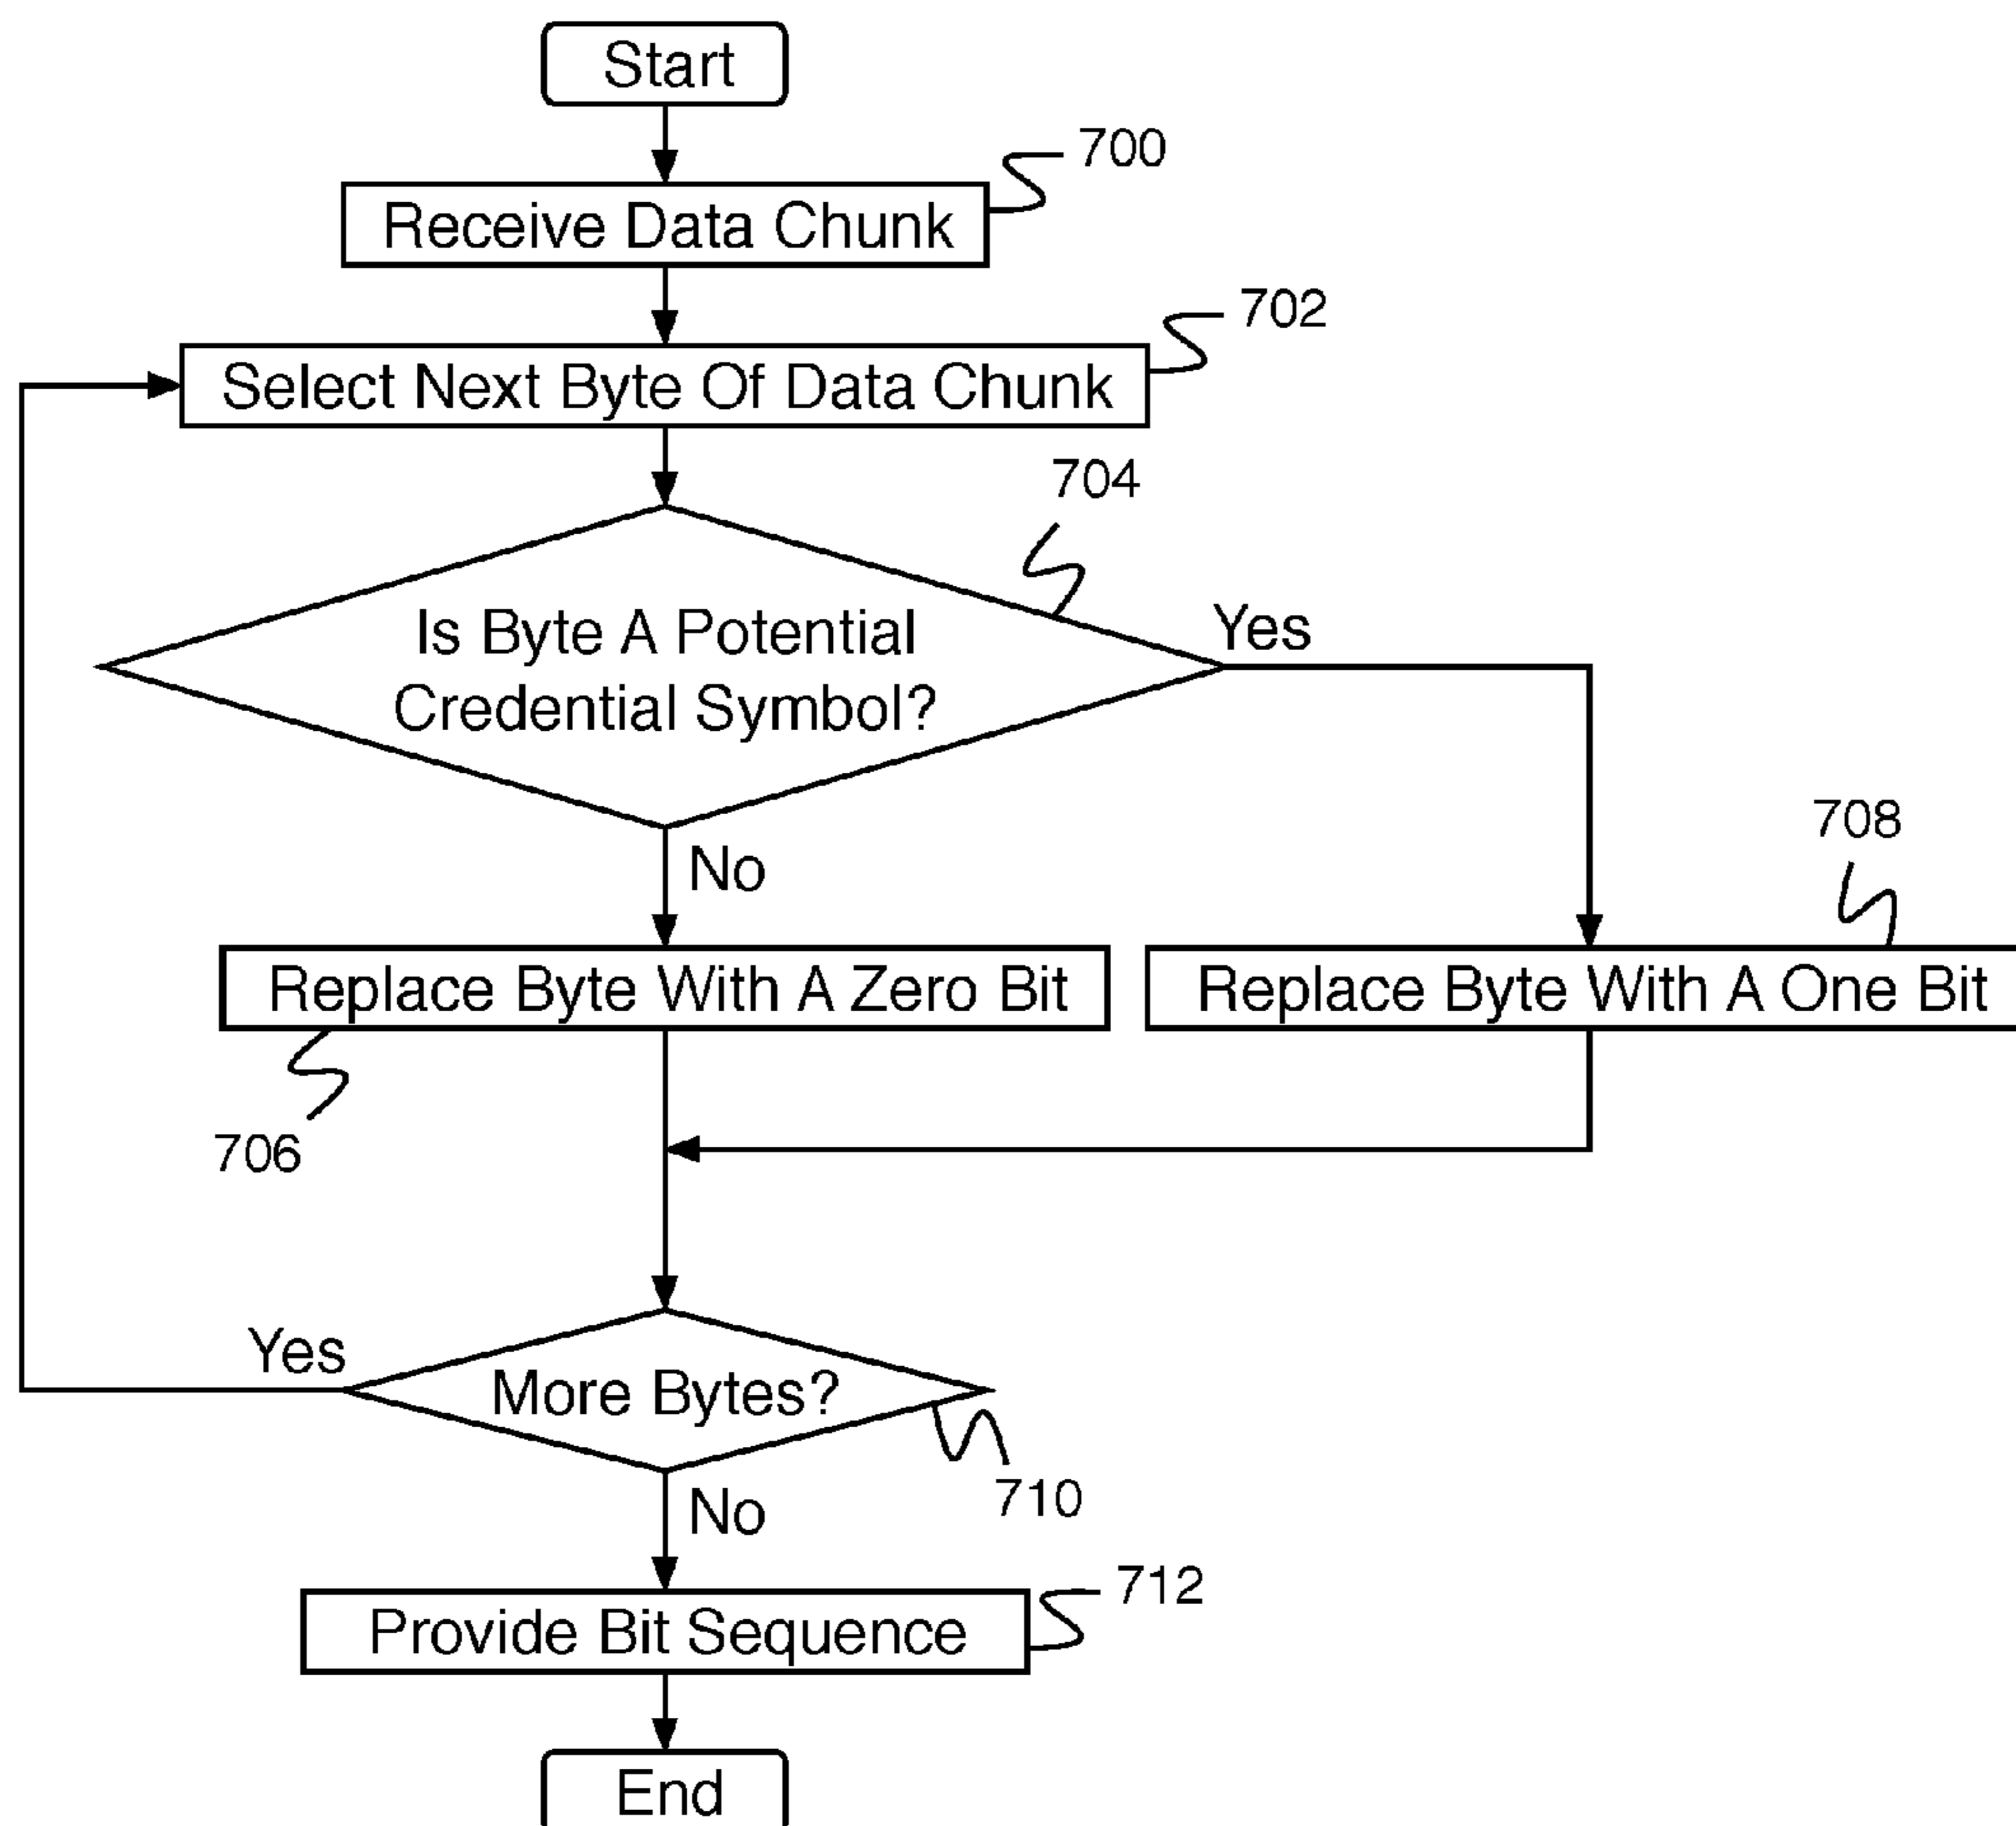 Start
700
Receive Data Chunk
702
Select Next Byte Of Data Chunk
704
Is Byte A Potential
Credential Symbol?
Yes
No
708
Replace Byte With A Zero Bit
Replace Byte With A One Bit
706
Yes
More Bytes?
710
No
712
Provide Bit Sequence
End